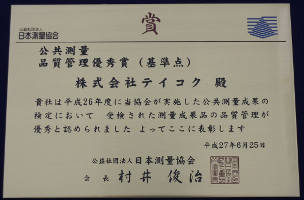 賞
公益社団法人
日本測量協会
公共測量
品質管理優秀賞(基準点)
株式会社テイコク 殿
貴社は平成26年度に当協会が実施した公共測量成果の
検定において 受検された測量成果品の品質管理が
優秀と認められました よってここに表彰します
平成27年6月25日
公益社団法人日本測量協会
会長 村井俊治